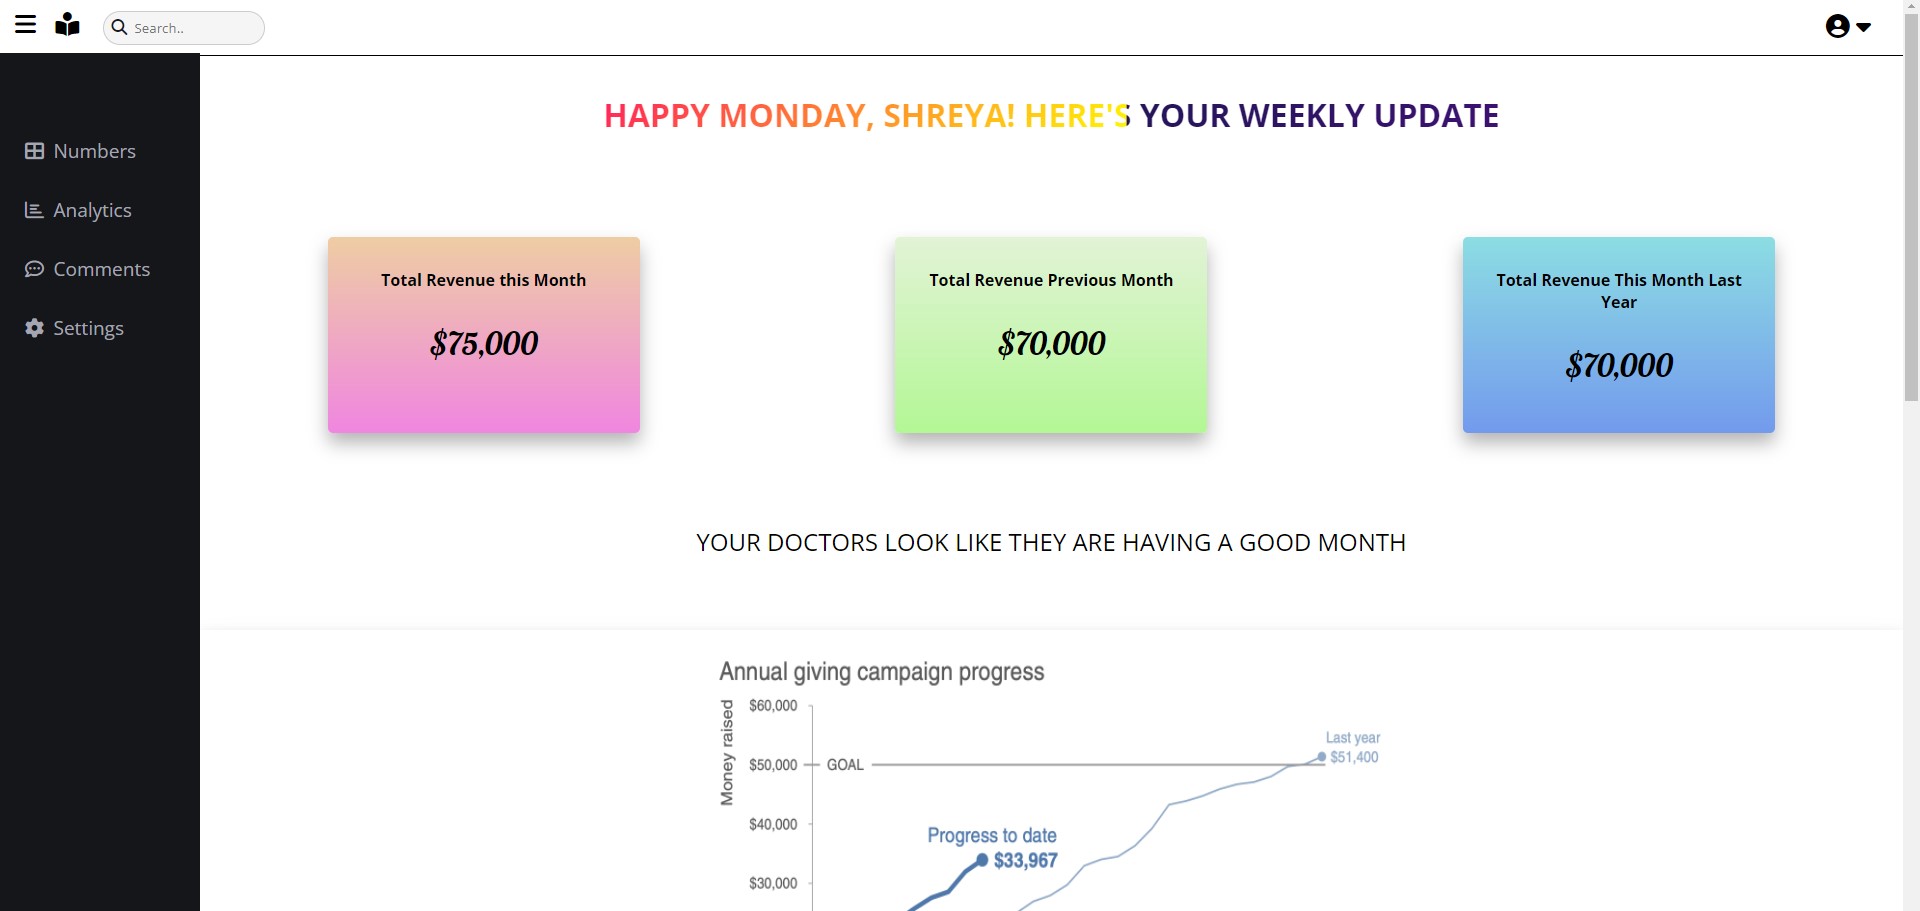 Search..
Numbers
Analytics
Comments
Settings
HAPPY MONDAY, SHREYA! HERE'S YOUR WEEKLY UPDATE
Total Revenue this Month
$75,000
Total Revenue Previous Month
$70,000
Total Revenue This Month Last
Year
$70,000
YOUR DOCTORS LOOK LIKE THEY ARE HAVING A GOOD MONTH
Annual giving campaign progress
Money raised
$60,000
$50,000
GOAL
Last year
$51,400
$40,000
Progress to date
$33,967
$30,000